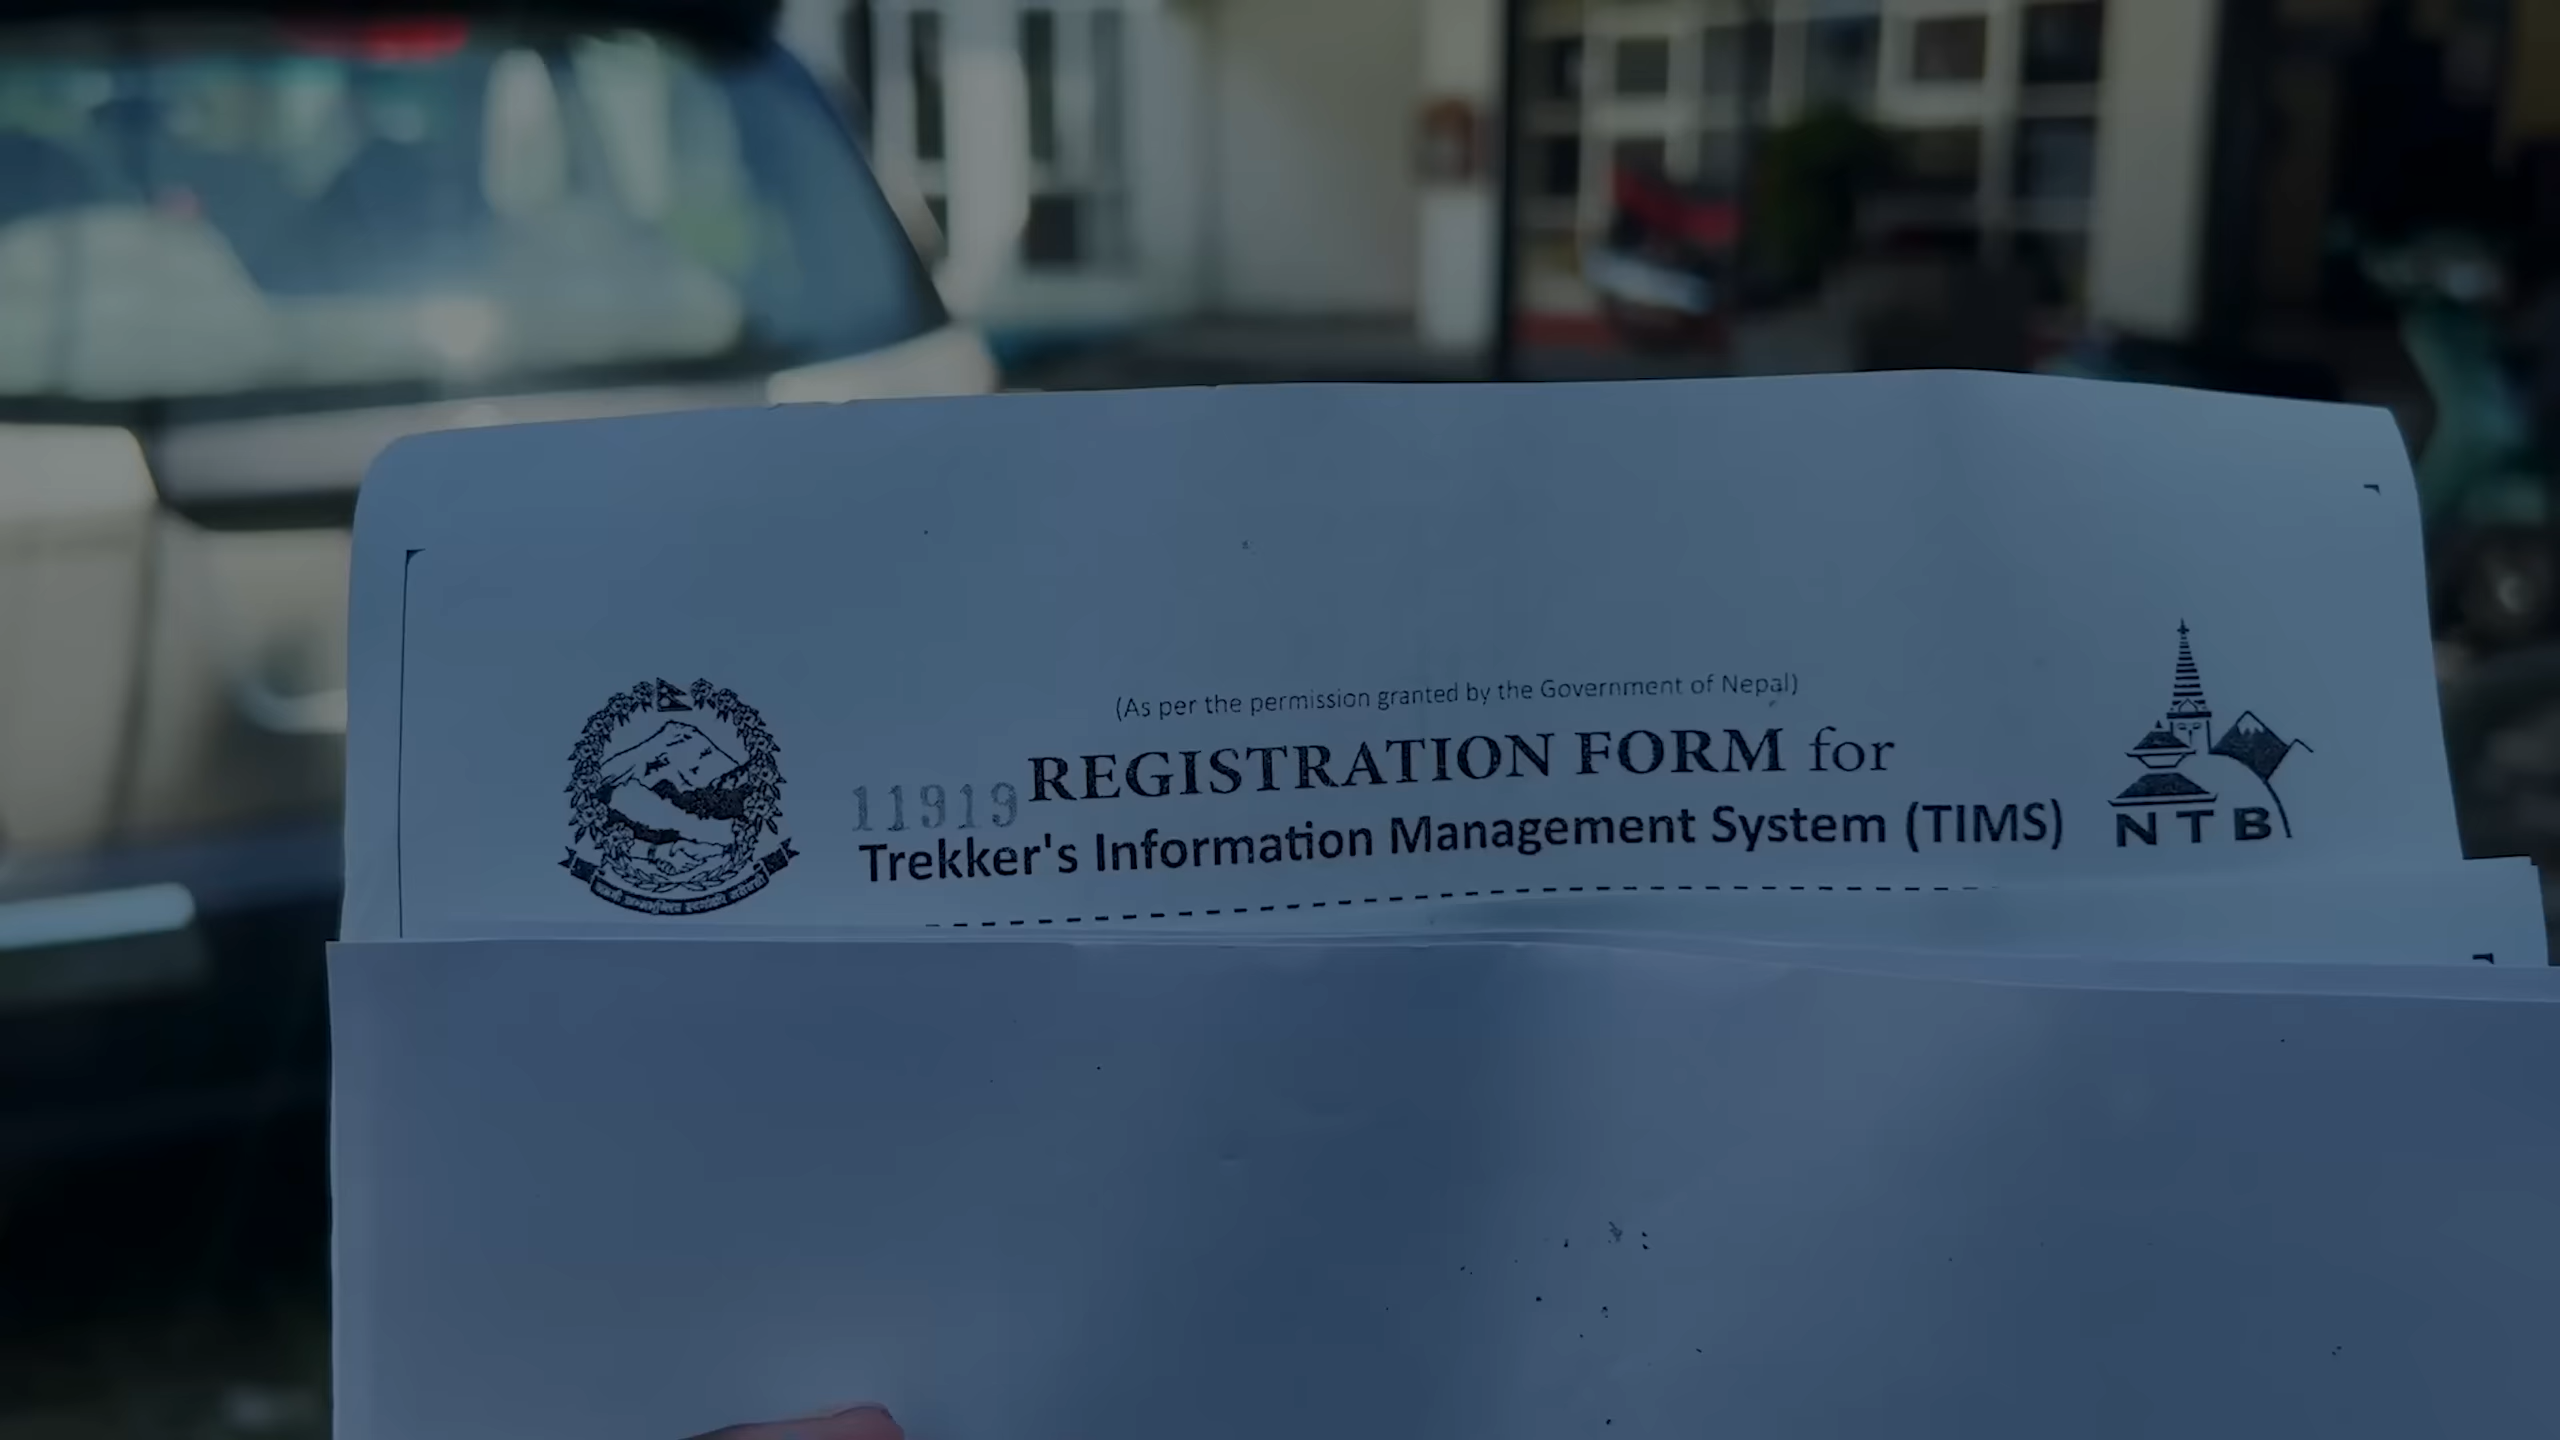 (As per the permission granted by the Government of Nepal)
11919 REGISTRATION FORM for
Trekker's Information Management System (TIMS)
NTB